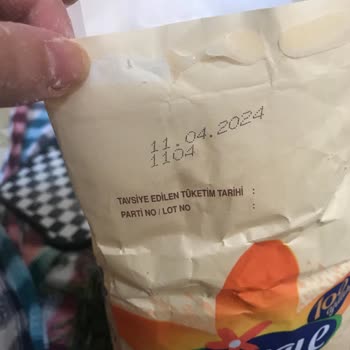 11.04.2024
1104
TAVSİYE EDİLEN TÜKETİM TARİHİ :
PARTİ NO / LOT NO :